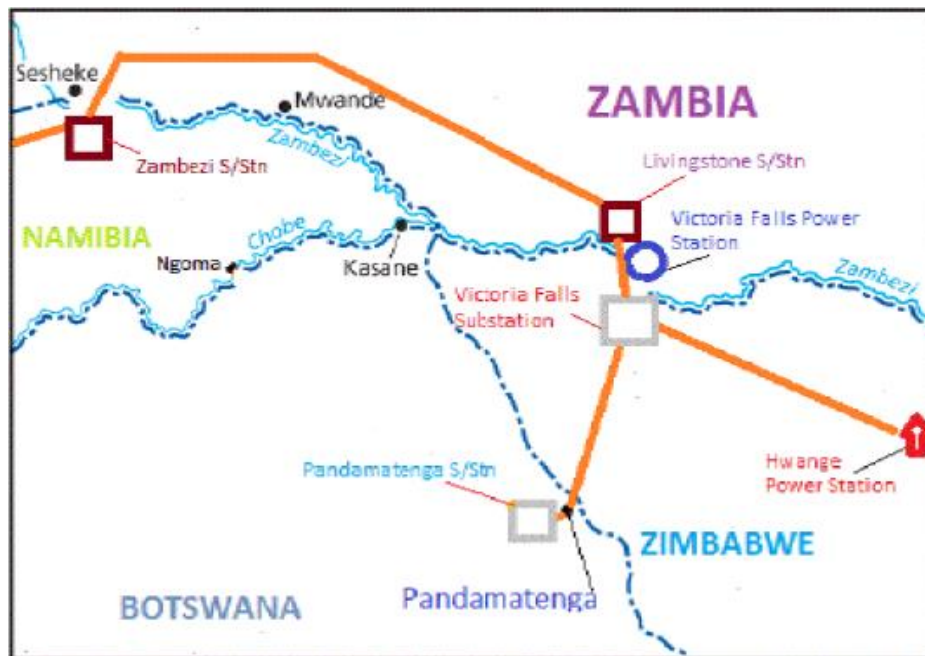 Sesheke
Mwande
ZAMBIA
Zambezi
Zambezi S/Stn
Livingstone S/Stn
Victoria Falls Power
Station
NAMIBIA
Chobe
Ngoma
Kasane
Zambezi
Victoria Falls
Substation
Pandamatenga S/Stn
Hwange
Power Station
ZIMBABWE
Pandamatenga
BOTSWANA